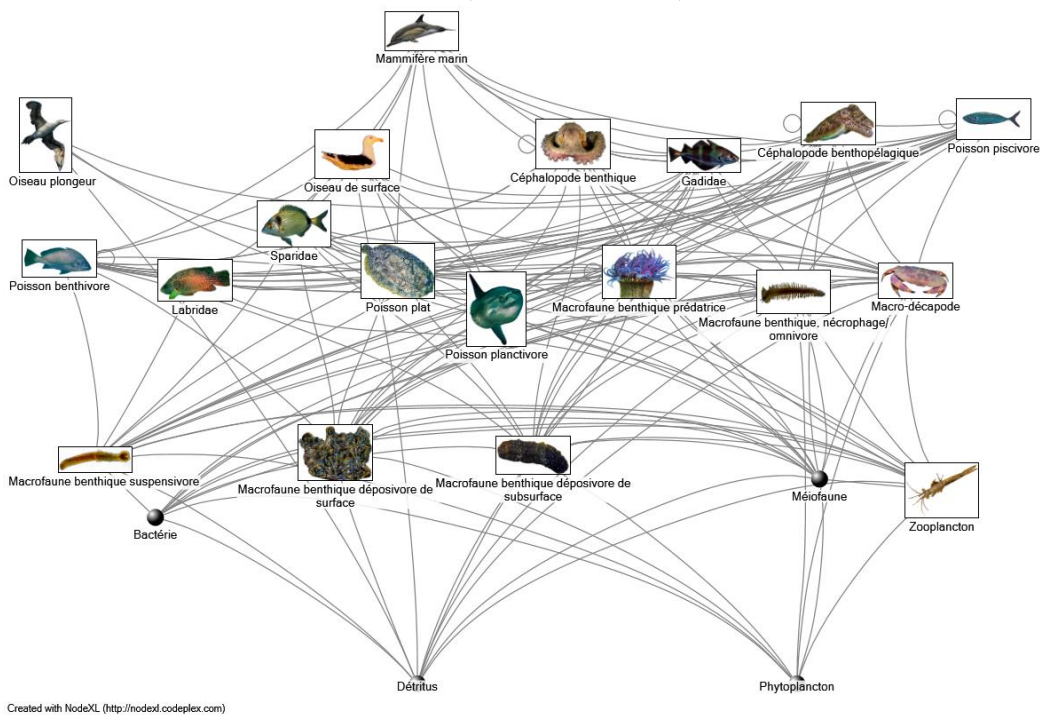 Mammifère marin
Oiseau plongeur
Oiseau de surface
Céphalopode benthique
Gadidae
Céphalopode benthopélagique
Poisson piscivore
Sparidae
Poisson benthivore
Labridae
Poisson plat
Poisson planctivore
Macrofaune benthique prédatrice
Macrofaune benthique, nécrophage/
omnivore
Macro-décapode
Macrofaune benthique suspensivore
Macrofaune benthique déposivore de
surface
Macrofaune benthique déposivore de
subsurface
Méiofaune
Zooplancton
Bactérie
Détritus
Phytoplancton
Created with NodeXL (http://nodexl.codeplex.com)